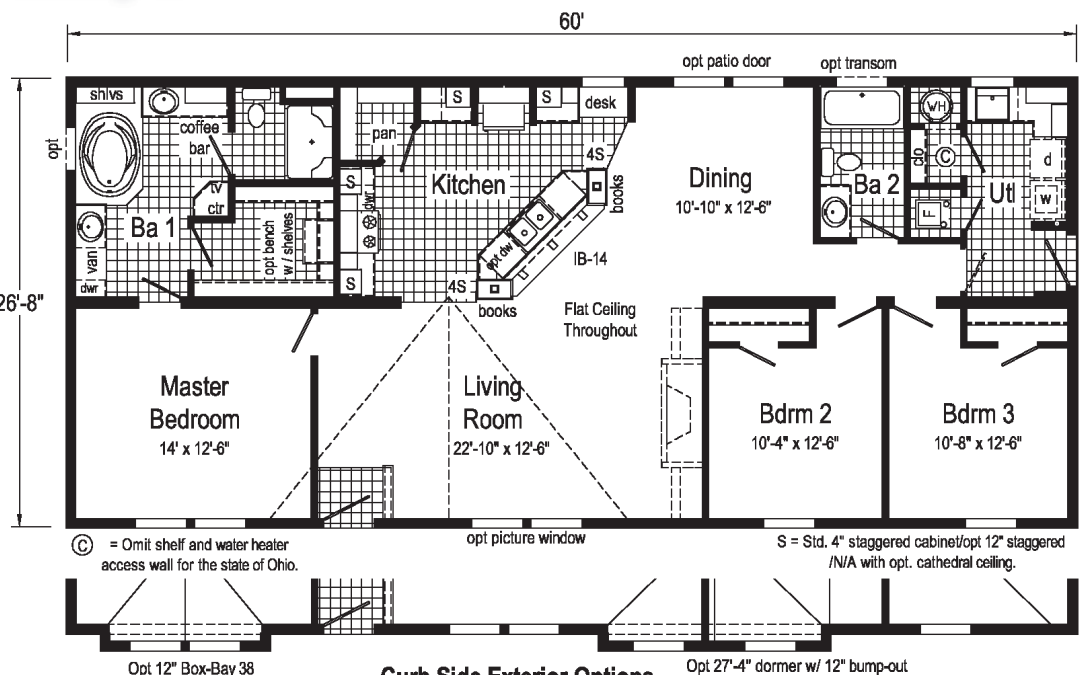 60'
opt patio door
opt transom
shlvs
S
S
desk
WH
coffee
bar
pan
4S
clo
C
d
opt
tv
ctr
S
dwr
Kitchen
books
Dining
10'-10" x 12'-6"
Ba 2
Utl
w
F
Ba 1
opt bench
w / shelves
opt dw
IB-14
van
dwr
S
4S
books
26'-8"
Flat Ceiling
Throughout
Master
Bedroom
14' x 12'-6"
Living
Room
22'-10" x 12'-6"
Bdrm 2
10'-4" x 12'-6"
Bdrm 3
10'-8" x 12'-6"
opt picture window
C = Omit shelf and water heater
access wall for the state of Ohio.
S = Std. 4" staggered cabinet/opt 12" staggered
/N/A with opt. cathedral ceiling.
Opt 12" Box-Bay 38
Curb Side Exterior Options
Opt 27'-4" dormer w/ 12" bump-out